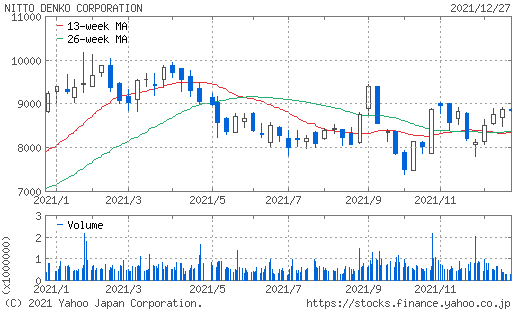 NITTO DENKO CORPORATION 2021/12/27
11000
13-week MA
26-week MA
10000
9000
8000
7000
2021/1 2021/3 2021/5 2021/7 2021/9 2021/11
3
Volume
2
1
0
(x1000000)
2021/1 2021/3 2021/5 2021/7 2021/9 2021/11
(C) 2021 Yahoo Japan Corporation. https://stocks.finance.yahoo.co.jp